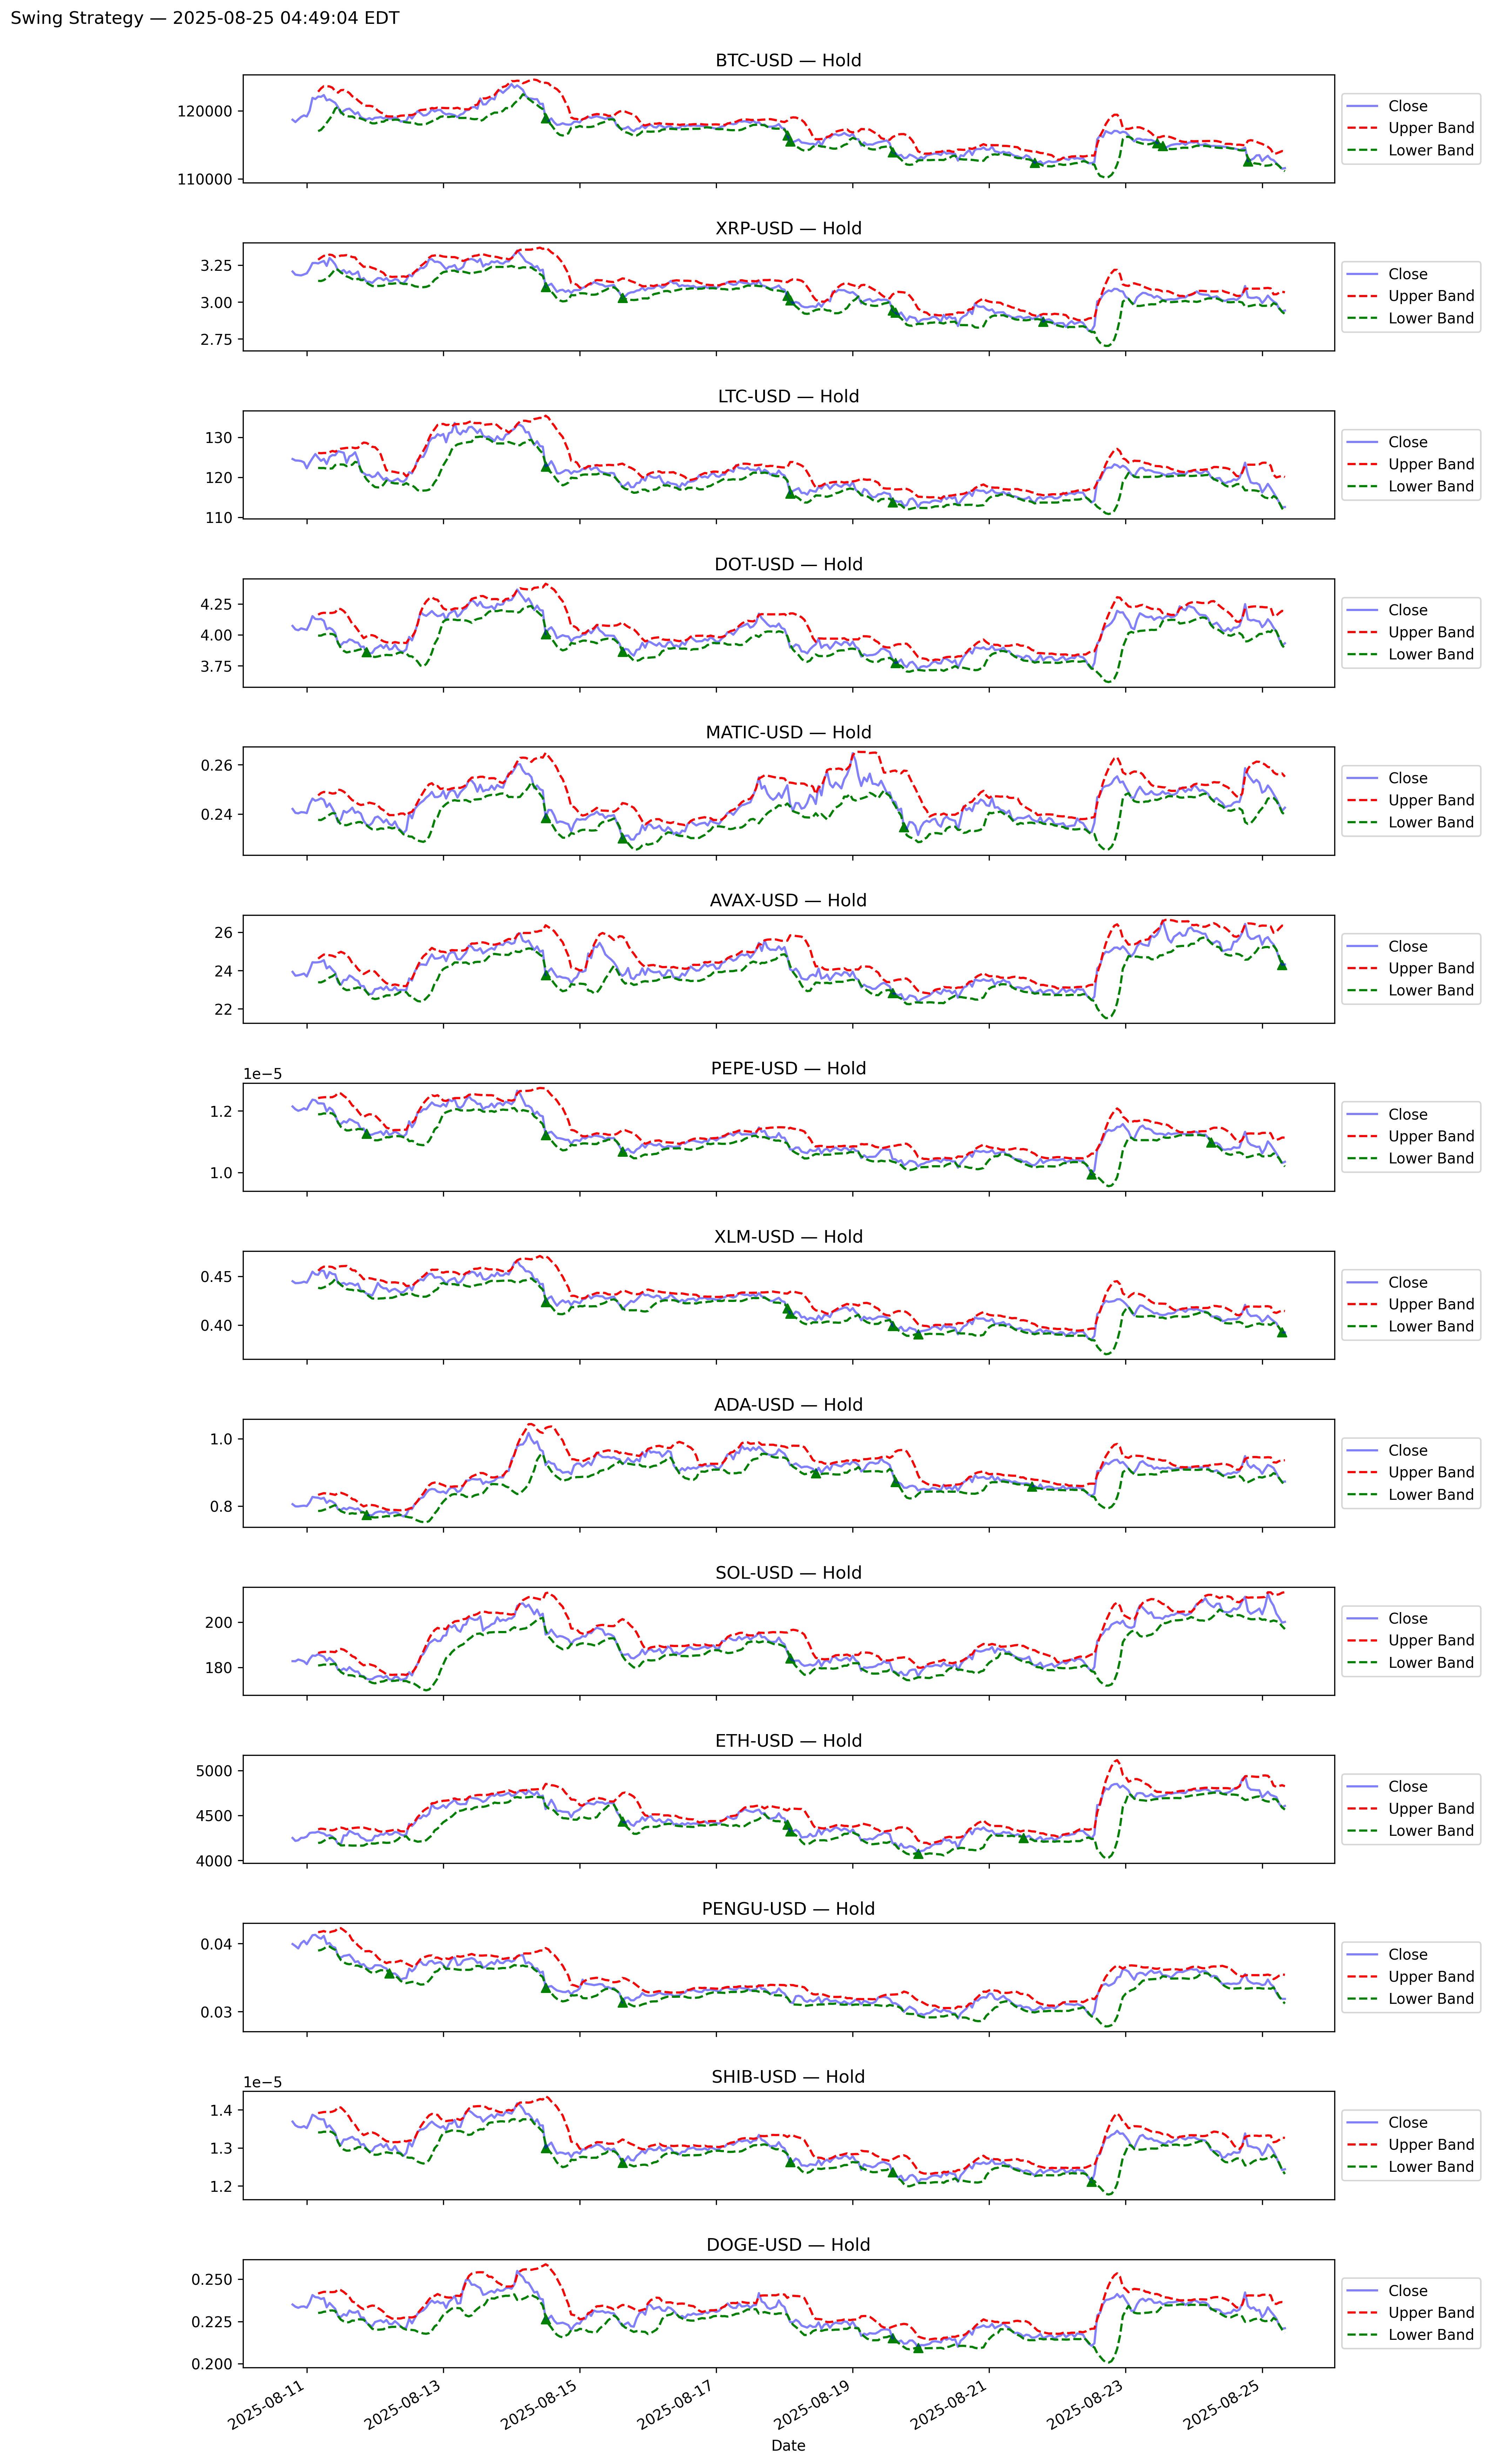 Swing Strategy — 2025-08-25 04:49:04 EDT
BTC-USD — Hold
120000
110000
Close
Upper Band
Lower Band
XRP-USD — Hold
3.25
3.00
2.75
Close
Upper Band
Lower Band
LTC-USD — Hold
130
120
110
Close
Upper Band
Lower Band
DOT-USD — Hold
4.25
4.00
3.75
Close
Upper Band
Lower Band
MATIC-USD — Hold
0.26
0.24
Close
Upper Band
Lower Band
AVAX-USD — Hold
26
24
22
Close
Upper Band
Lower Band
PEPE-USD — Hold
1e−5
1.2
1.0
Close
Upper Band
Lower Band
XLM-USD — Hold
0.45
0.40
Close
Upper Band
Lower Band
ADA-USD — Hold
1.0
0.8
Close
Upper Band
Lower Band
SOL-USD — Hold
200
180
Close
Upper Band
Lower Band
ETH-USD — Hold
5000
4500
4000
Close
Upper Band
Lower Band
PENGU-USD — Hold
0.04
0.03
Close
Upper Band
Lower Band
SHIB-USD — Hold
1e−5
1.4
1.3
1.2
Close
Upper Band
Lower Band
DOGE-USD — Hold
0.250
0.225
0.200
Close
Upper Band
Lower Band
2025-08-11
2025-08-13
2025-08-15
2025-08-17
2025-08-19
2025-08-21
2025-08-23
2025-08-25
Date